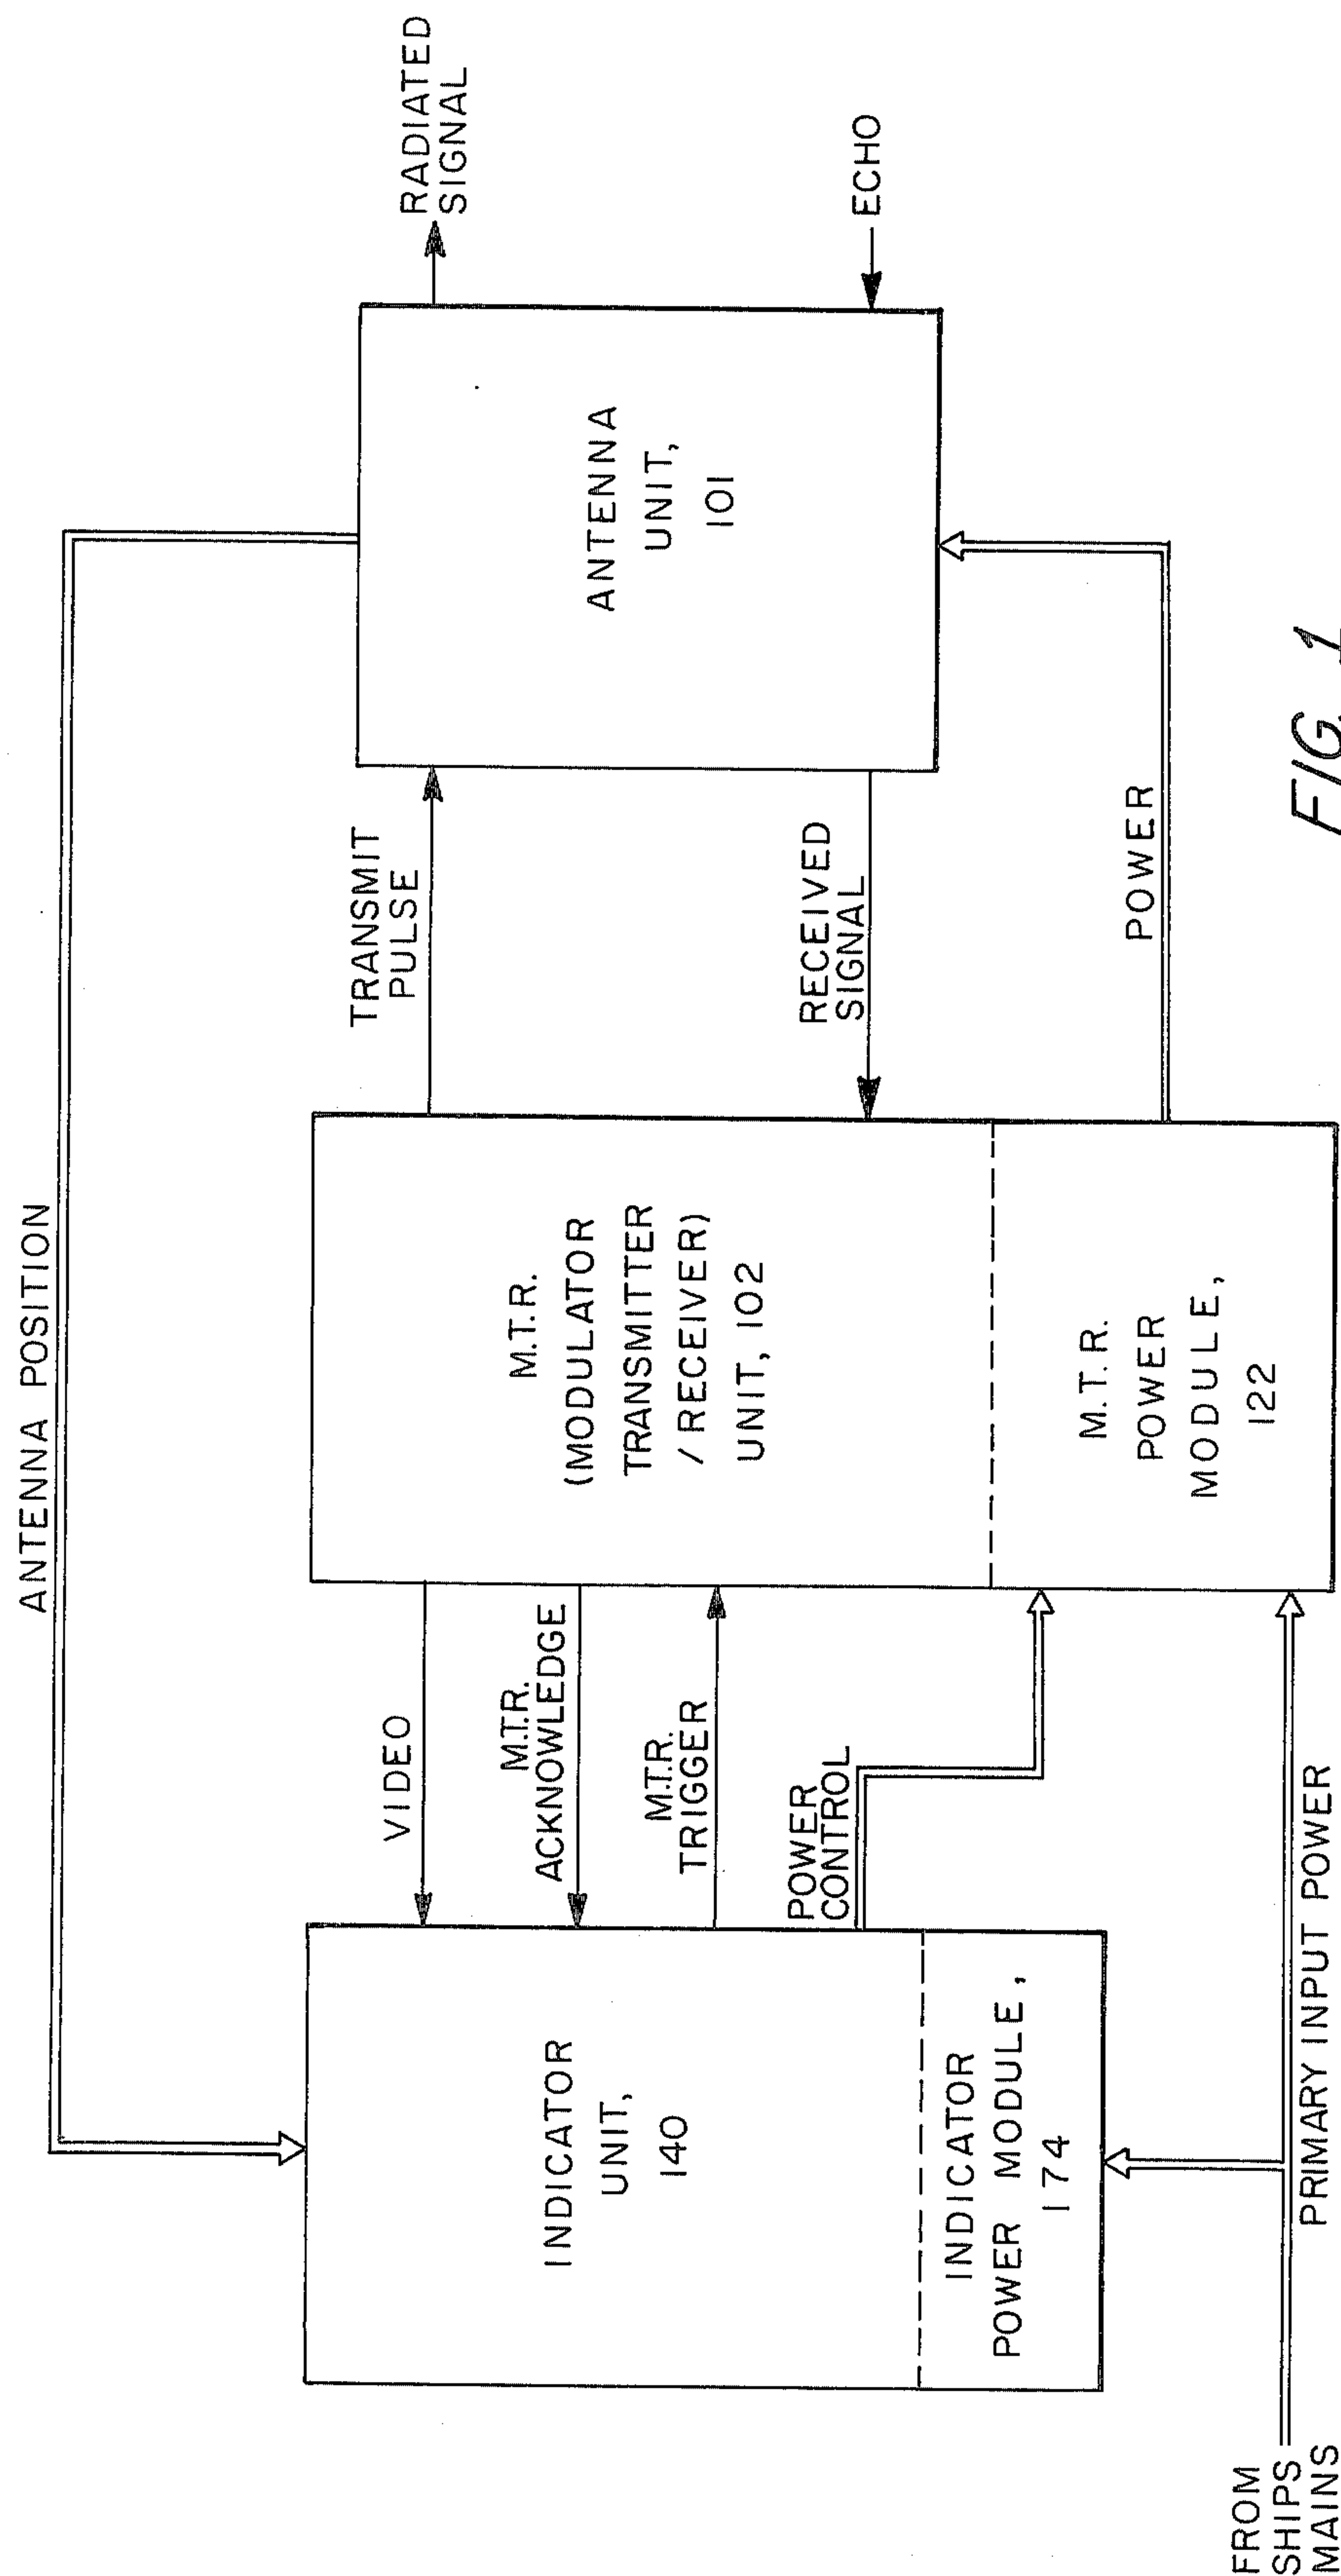 ANTENNA POSITION
RADIATED
SIGNAL
ECHO
ANTENNA
UNIT,
101
TRANSMIT
PULSE
RECEIVED
SIGNAL
POWER
M.T.R.
(MODULATOR
TRANSMITTER
/RECEIVER)
UNIT, 102
M.T.R.
POWER
MODULE,
122
VIDEO
M.T.R.
ACKNOWLEDGE
M.T.R.
TRIGGER
POWER
CONTROL
INDICATOR
UNIT,
140
INDICATOR
POWER MODULE,
174
PRIMARY INPUT POWER
FROM
SHIPS
MAINS
FIG. 1